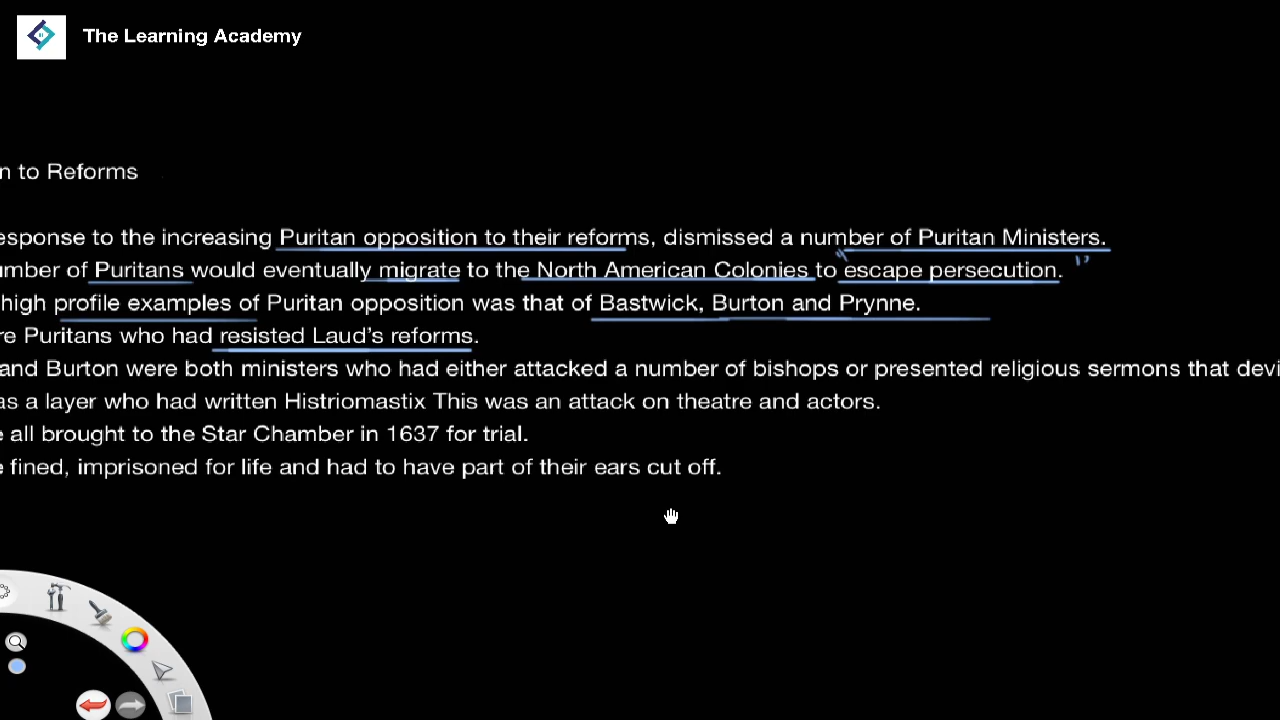 The Learning Academy
n to Reforms
esponse to the increasing Puritan opposition to their reforms, dismissed a number of Puritan Ministers.
umber of Puritans would eventually migrate to the North American Colonies to escape persecution.
high profile examples of Puritan opposition was that of Bastwick, Burton and Prynne.
re Puritans who had resisted Laud's reforms.
and Burton were both ministers who had either attacked a number of bishops or presented religious sermons that devi
as a layer who had written Histriomastix This was an attack on theatre and actors.
e all brought to the Star Chamber in 1637 for trial.
e fined, imprisoned for life and had to have part of their ears cut off.